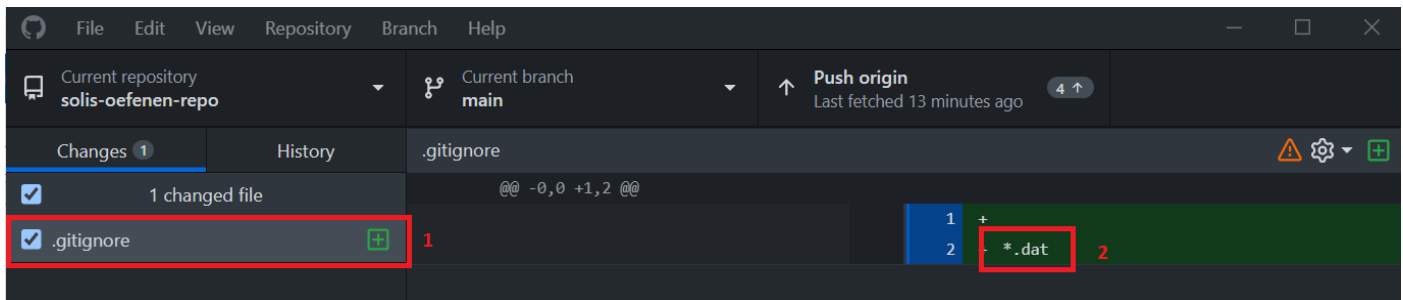 File Edit View Repository Branch Help
Current repository
solis-oefenen-repo
Current branch
main
Push origin
Last fetched 13 minutes ago
4 ↑
Changes 1 History
.gitignore
1 changed file
@@ -0,0 +1,2 @@
.gitignore
1
1 +
2 + *.dat
2